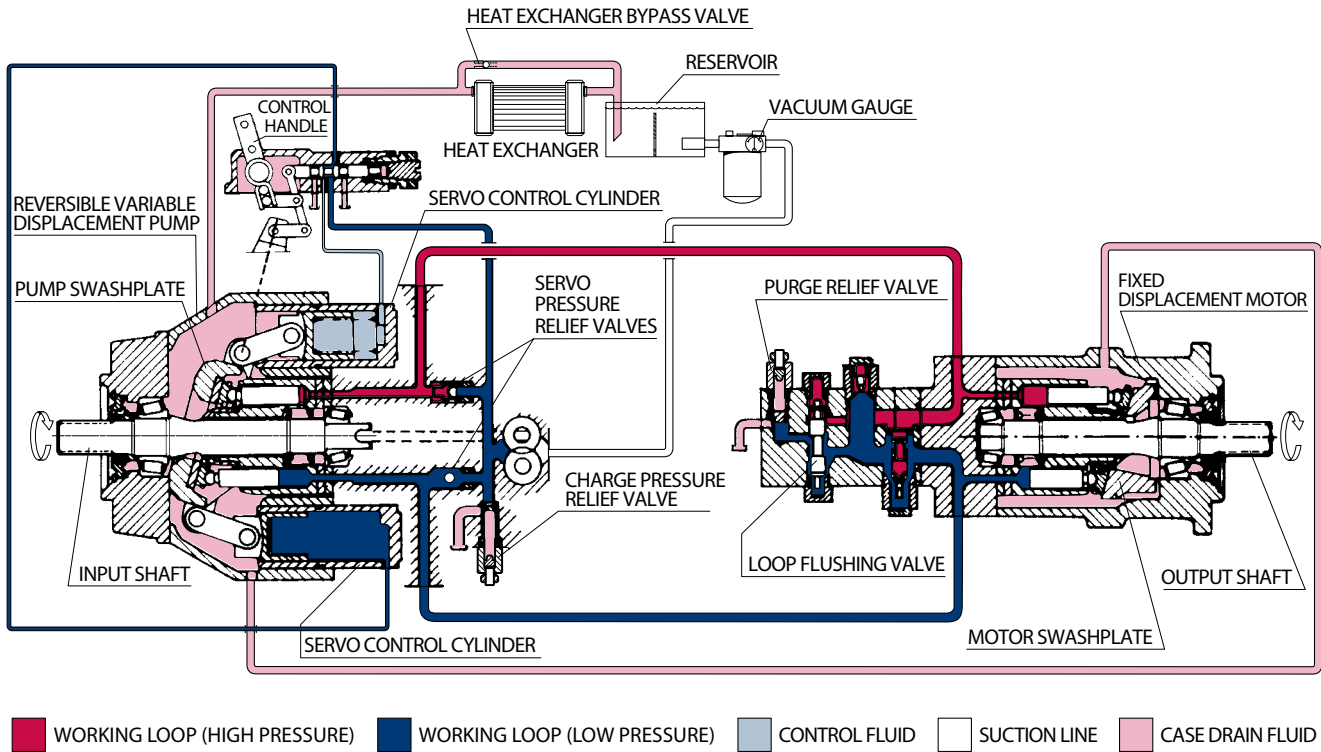 HEAT EXCHANGER BYPASS VALVE
RESERVOIR
VACUUM GAUGE
CONTROL
HANDLE
HEAT EXCHANGER
REVERSIBLE VARIABLE
DISPLACEMENT PUMP
SERVO CONTROL CYLINDER
PUMP SWASHPLATE
SERVO
PRESSURE
RELIEF VALVES
PURGE RELIEF VALVE
FIXED
DISPLACEMENT MOTOR
CHARGE PRESSURE
RELIEF VALVE
INPUT SHAFT
LOOP FLUSHING VALVE
OUTPUT SHAFT
SERVO CONTROL CYLINDER
MOTOR SWASHPLATE
WORKING LOOP (HIGH PRESSURE)
WORKING LOOP (LOW PRESSURE)
CONTROL FLUID
SUCTION LINE
CASE DRAIN FLUID